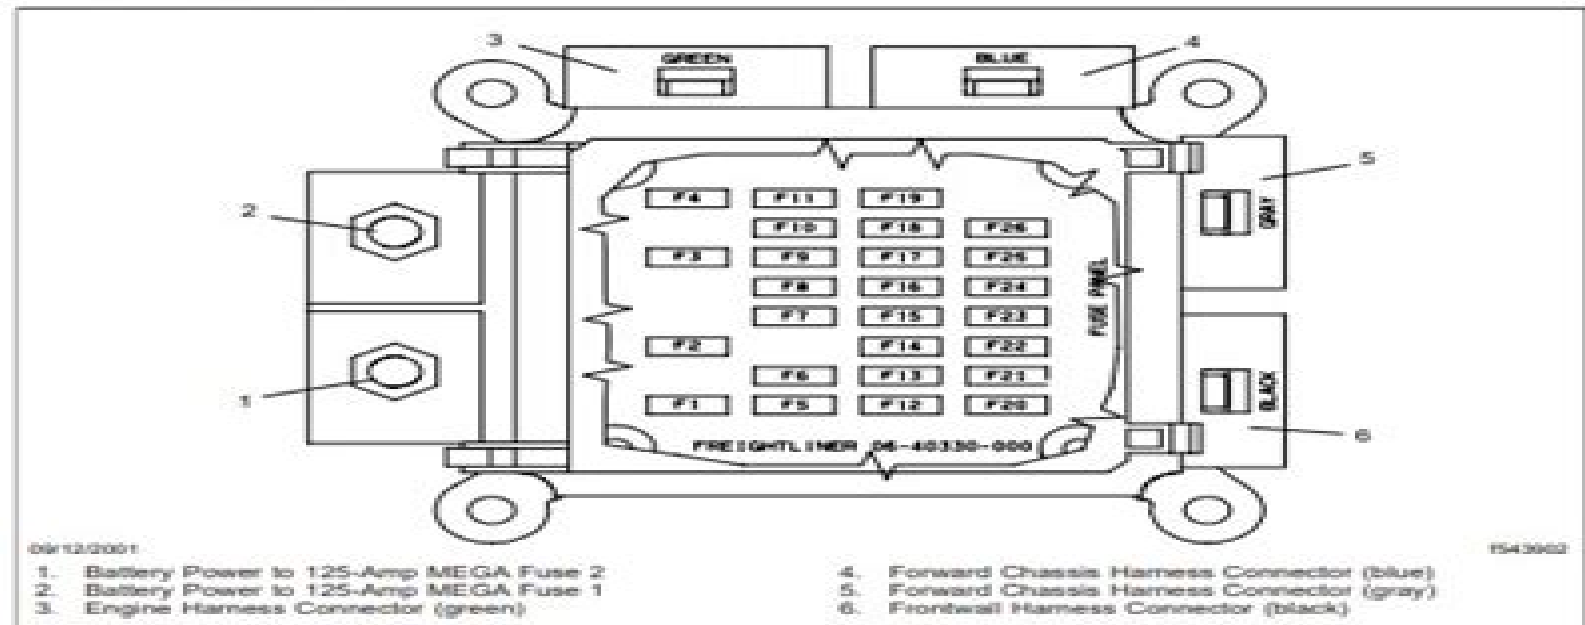 3
4
GREEN
BLUE
5
GRAY
2
F4 F11 F19
F10 F18 F26
F3 F9 F17 F25
F8 F16 F24
F7 F15 F23
F2 F14 F22
F6 F13 F21
F1 F5 F12 F20
FUSE PANEL
1
BLACK
6
FREIGHTLINER 06-40330-000
09/12/2001
f543902
1. Battery Power to 125-Amp MEGA Fuse 2
2. Battery Power to 125-Amp MEGA Fuse 1
3. Engine Harness Connector (green)
4. Forward Chassis Harness Connector (blue)
5. Forward Chassis Harness Connector (gray)
6. Frontwall Harness Connector (black)